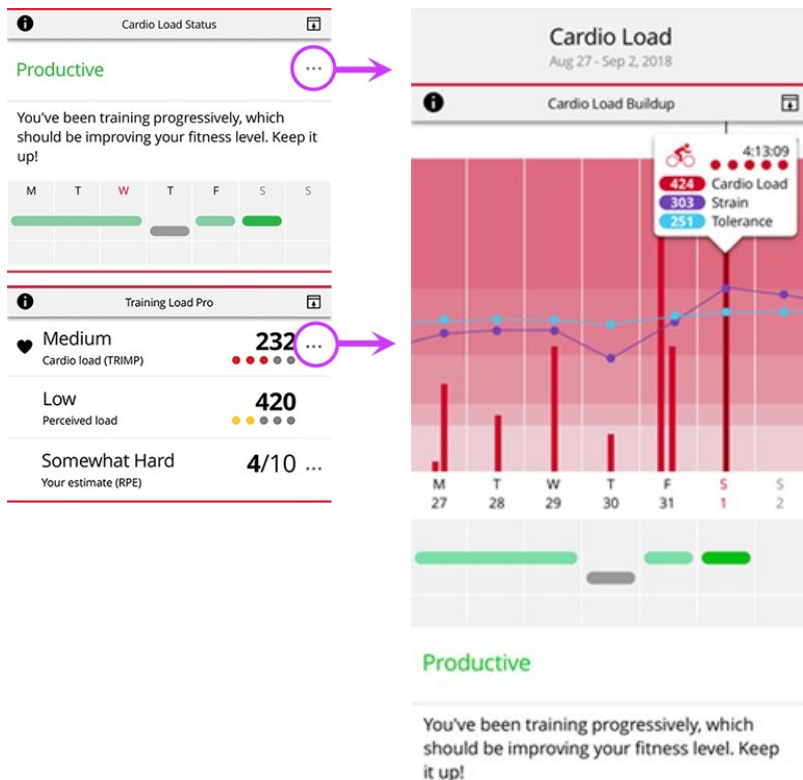 Cardio Load Status
Productive
...
You've been training progressively, which
should be improving your fitness level. Keep it
up!
M T W T F S S
Training Load Pro
Medium 232 ...
Cardio load (TRIMP)
Low 420
Perceived load
Somewhat Hard 4/10 ...
Your estimate (RPE)
Cardio Load
Aug 27 - Sep 2, 2018
Cardio Load Buildup
4:13:09
424 Cardio Load
303 Strain
251 Tolerance
M T W T F S S
27 28 29 30 31 1 2
Productive
You've been training progressively, which
should be improving your fitness level. Keep
it up!